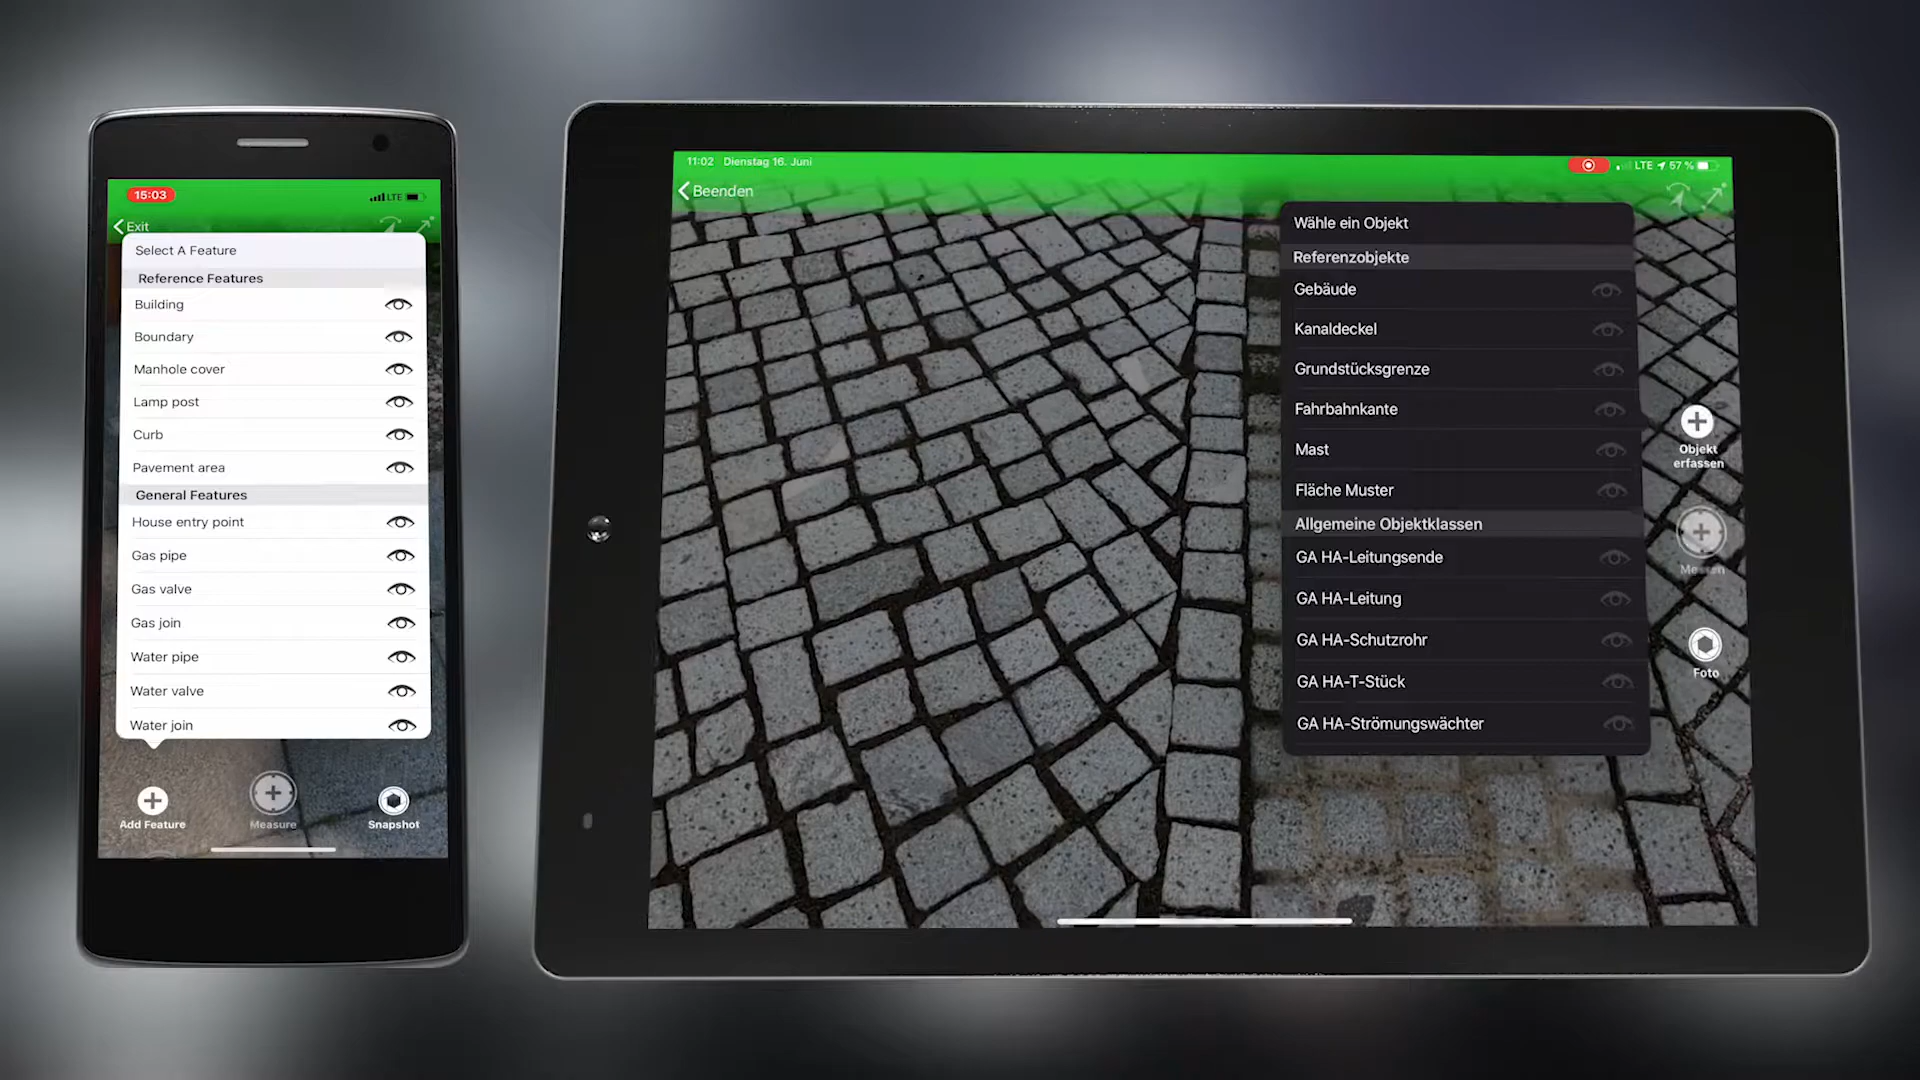 15:03
LTE
Exit
Select A Feature
Reference Features
Building
Boundary
Manhole cover
Lamp post
Curb
Pavement area
General Features
House entry point
Gas pipe
Gas valve
Gas join
Water pipe
Water valve
Water join
Add Feature
Measure
Snapshot
11:02 Dienstag 16. Juni
LTE 57 %
Beenden
Wähle ein Objekt
Referenzobjekte
Gebäude
Kanaldeckel
Grundstücksgrenze
Fahrbahnkante
Mast
Fläche Muster
Allgemeine Objektklassen
GA HA-Leitungsende
GA HA-Leitung
GA HA-Schutzrohr
GA HA-T-Stück
GA HA-Strömungswächter
Objekt
erfassen
Messen
Foto